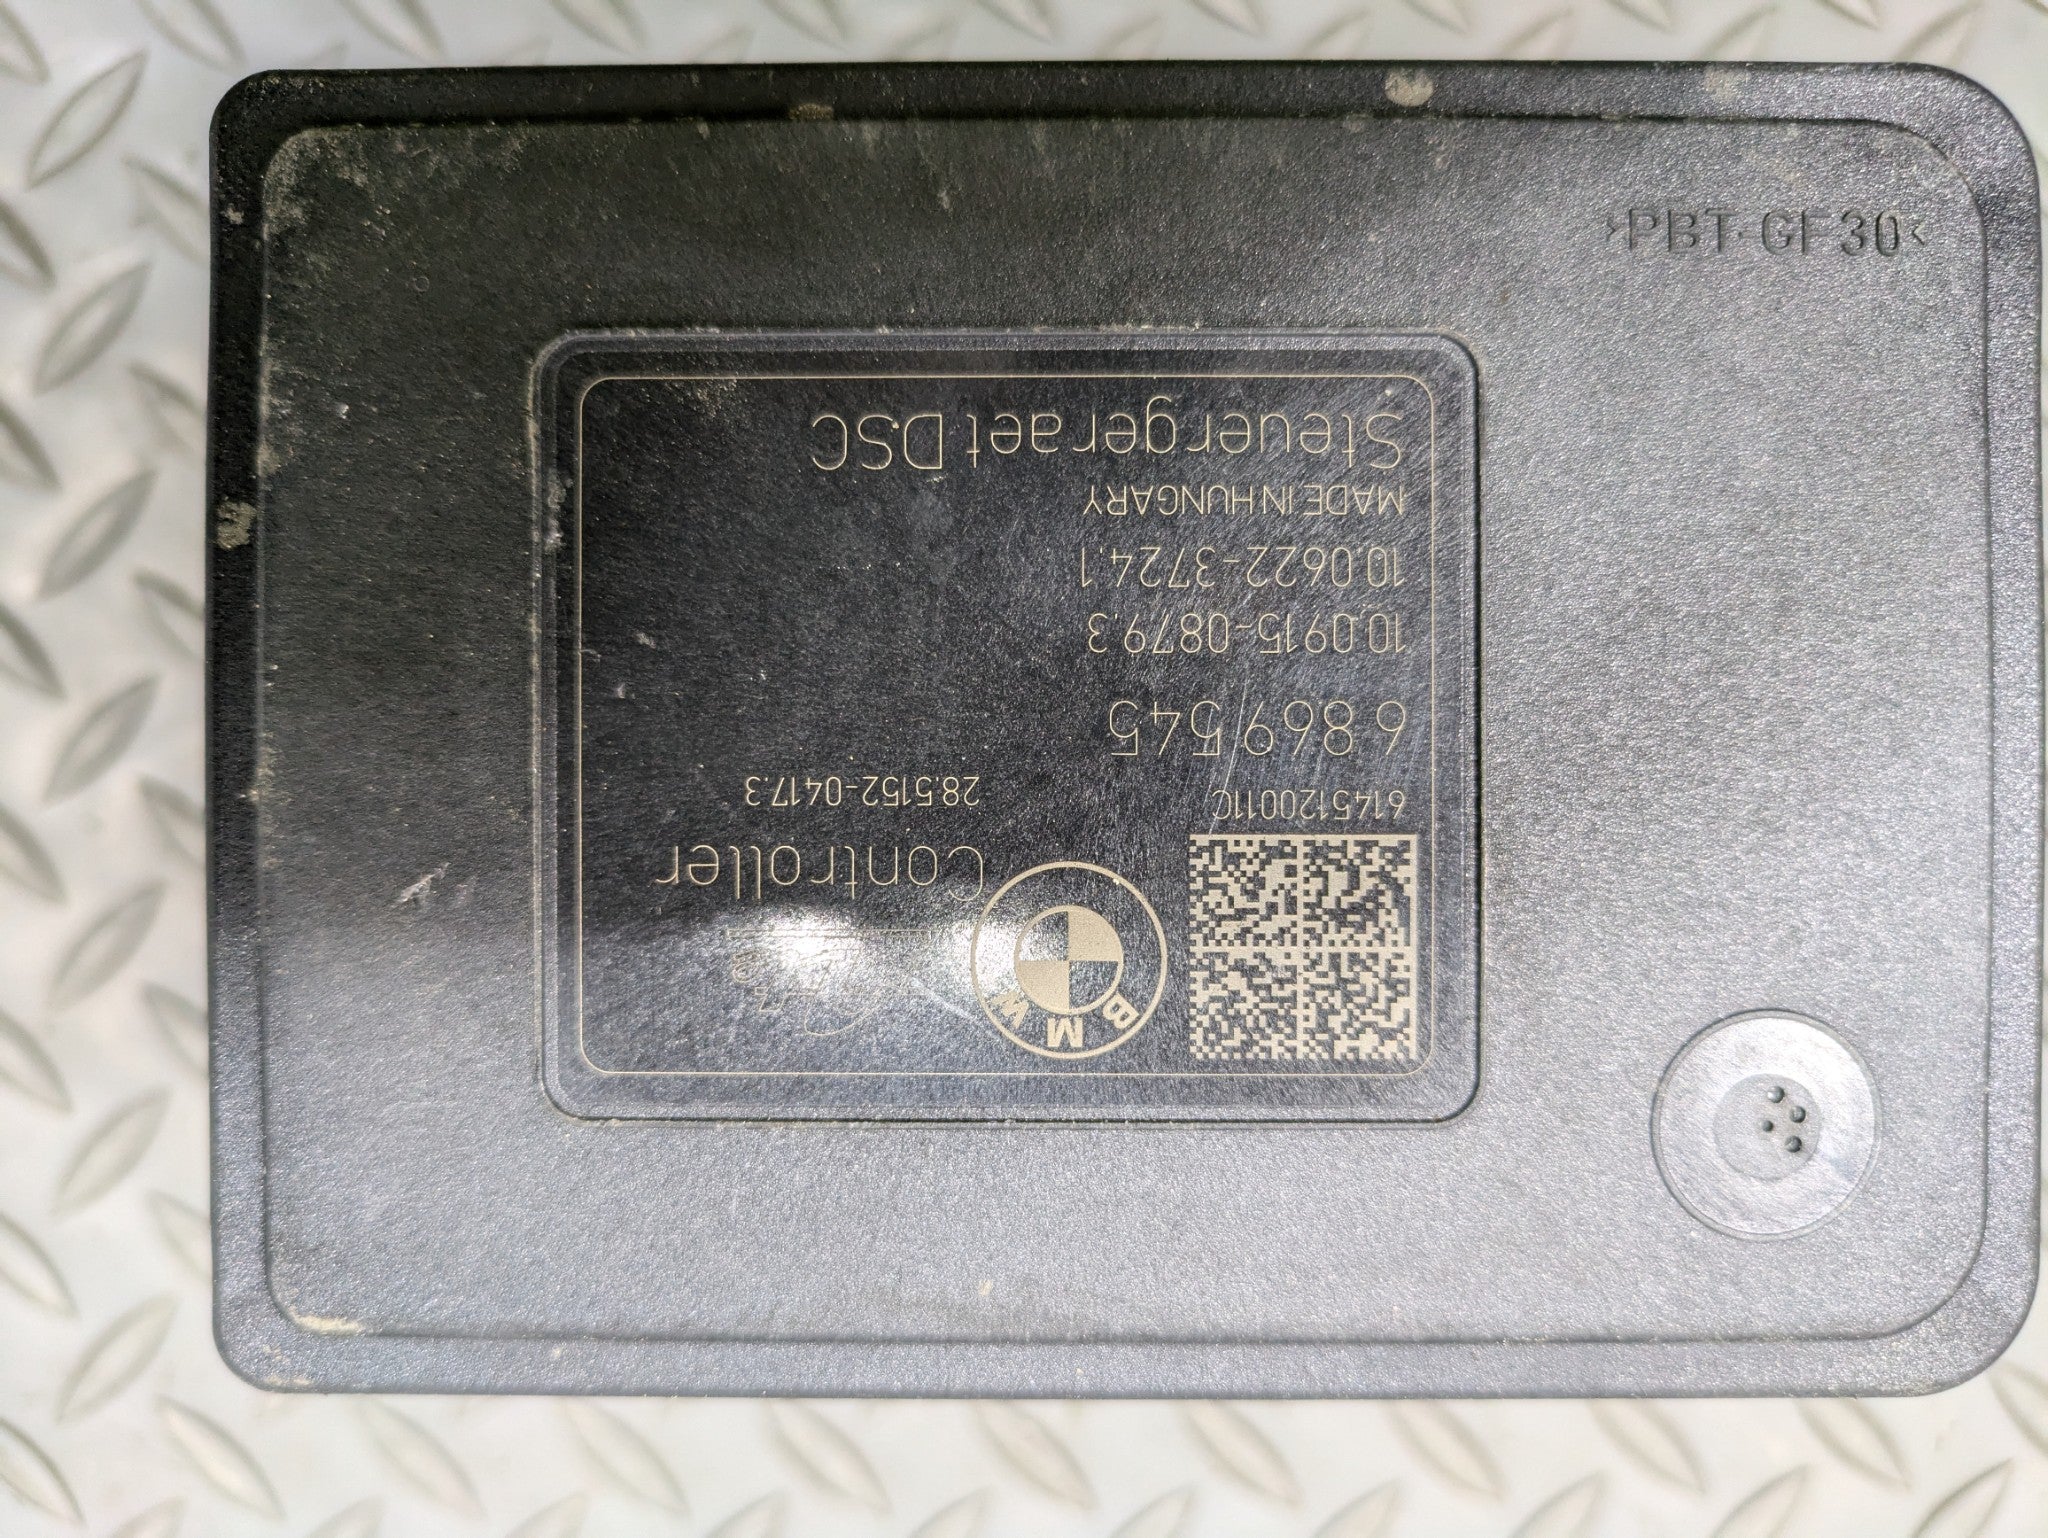 BMW
Controller
6145120011C
28.5152-0417.3
6 869 545
10.0915-0879.3
10.0622-3724.1
MADE IN HUNGARY
Steuergeraet DSC
>PBT-GF30<